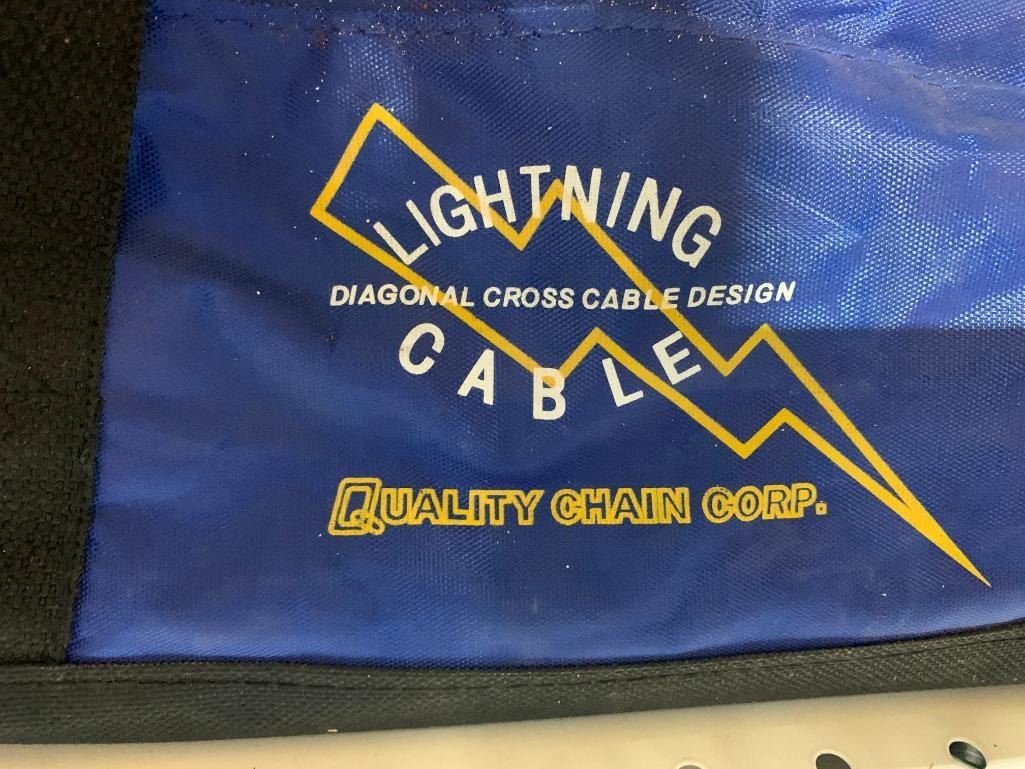 LIGHTNING
DIAGONAL CROSS CABLE DESIGN
CABLE
QUALITY CHAIN CORP.